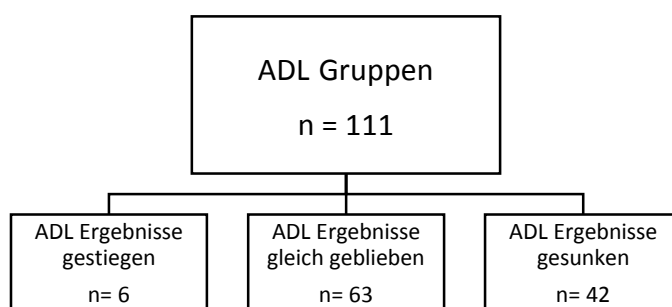 ADL Gruppen
n = 111
ADL Ergebnisse
gestiegen
n= 6
ADL Ergebnisse
gleich geblieben
n= 63
ADL Ergebnisse
gesunken
n= 42